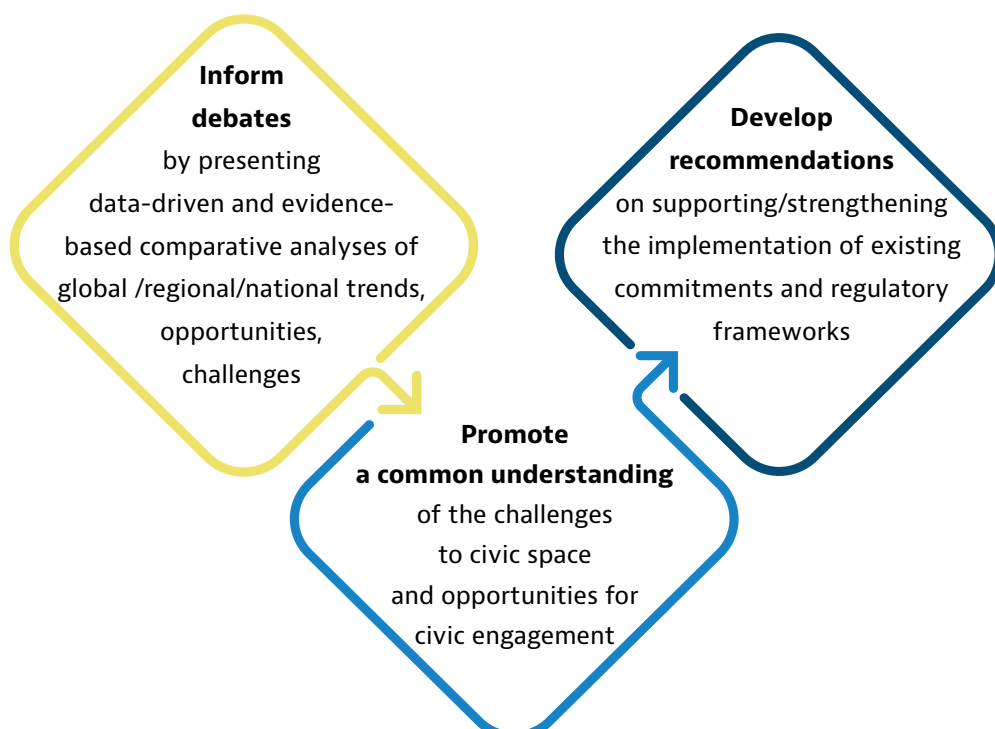 Inform
debates
by presenting
data-driven and evidence-
based comparative analyses of
global /regional/national trends,
opportunities,
challenges
Promote
a common understanding
of the challenges
to civic space
and opportunities for
civic engagement
Develop
recommendations
on supporting/strengthening
the implementation of existing
commitments and regulatory
frameworks